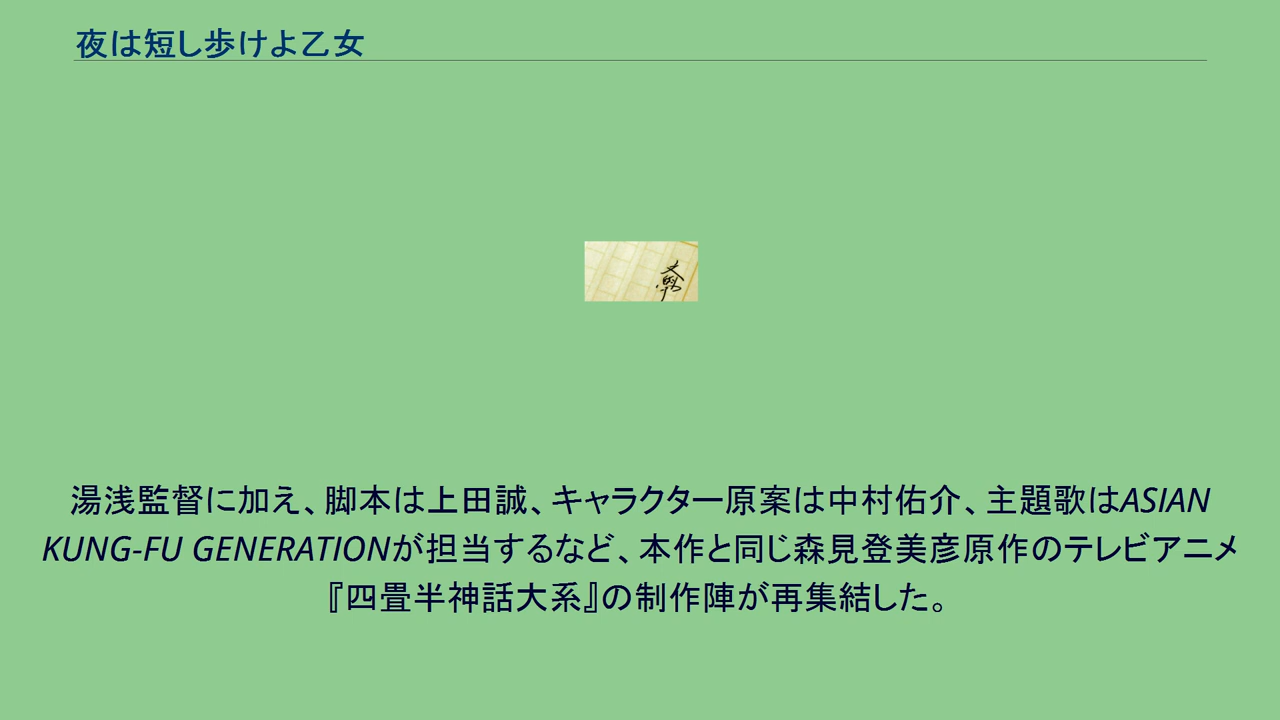 夜は短し歩けよ乙女
湯浅監督に加え、脚本は上田誠、キャラクター原案は中村佑介、主題歌はASIAN
KUNG-FU GENERATIONが担当するなど、本作と同じ森見登美彦原作のテレビアニメ
『四畳半神話大系』の制作陣が再集結した。